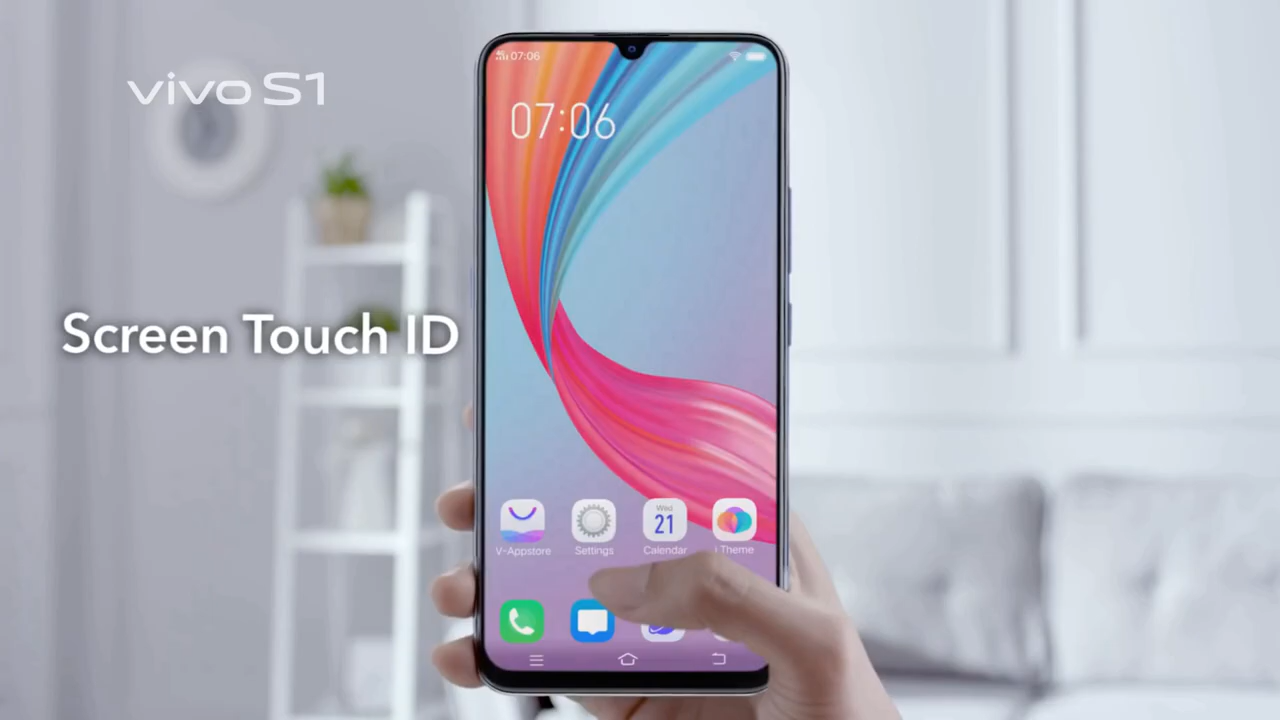 vivo S1
07:06
07:06
Screen Touch ID
Wed
21
V-Appstore
Settings
Calendar
i Theme